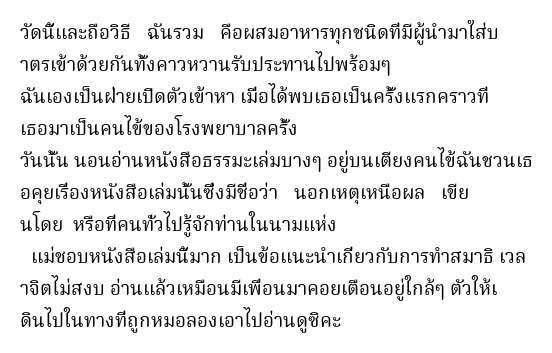 วัดนี้และถือวิธี   ฉันรวม   คือผสมอาหารทุกชนิดที่มีผู้นำมาใส่บ
าตรเข้าด้วยกันทั้งคาวหวานรับประทานไปพร้อมๆ
ฉันเองเป็นฝ่ายเปิดตัวเข้าหา เมื่อได้พบเธอเป็นครั้งแรกคราวที่
เธอมาเป็นคนไข้ของโรงพยาบาลครั้ง
วันนั้น นอนอ่านหนังสือธรรมะเล่มบางๆ อยู่บนเตียงคนไข้ฉันชวนเธ
อคุยเรื่องหนังสือเล่มนั้นซึ่งมีชื่อว่า   นอกเหตุเหนือผล   เขีย
นโดย  หรือที่คนทั่วไปรู้จักท่านในนามแห่ง
  แม่ชอบหนังสือเล่มนี้มาก เป็นข้อแนะนำเกี่ยวกับการทำสมาธิ เวล
าจิตไม่สงบ อ่านแล้วเหมือนมีเพื่อนมาคอยเตือนอยู่ใกล้ๆ ตัวให้เ
ดินไปในทางที่ถูกหมอลองเอาไปอ่านดูซิคะ